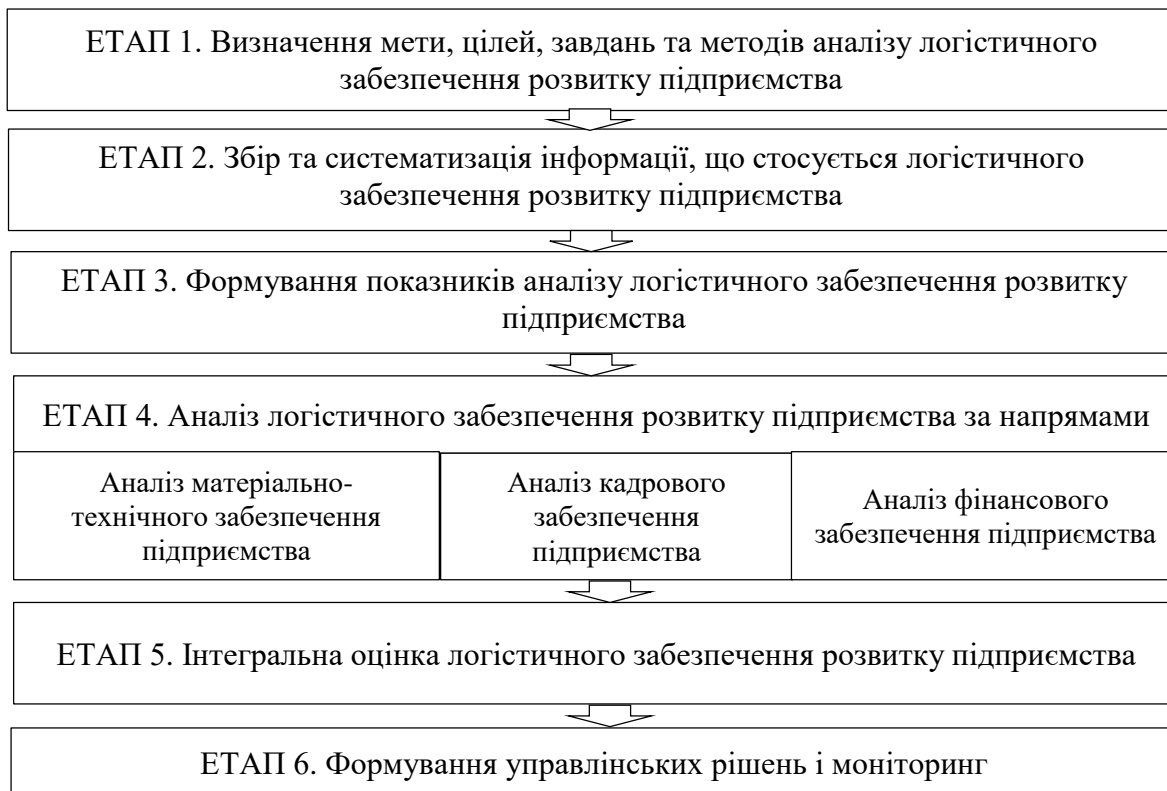 ЕТАП 1. Визначення мети, цілей, завдань та методів аналізу логістичного
забезпечення розвитку підприємства
ЕТАП 2. Збір та систематизація інформації, що стосується логістичного
забезпечення розвитку підприємства
ЕТАП 3. Формування показників аналізу логістичного забезпечення розвитку
підприємства
ЕТАП 4. Аналіз логістичного забезпечення розвитку підприємства за напрямами
Аналіз матеріально-
технічного забезпечення
підприємства
Аналіз кадрового
забезпечення
підприємства
Аналіз фінансового
забезпечення підприємства
ЕТАП 5. Інтегральна оцінка логістичного забезпечення розвитку підприємства
ЕТАП 6. Формування управлінських рішень і моніторинг